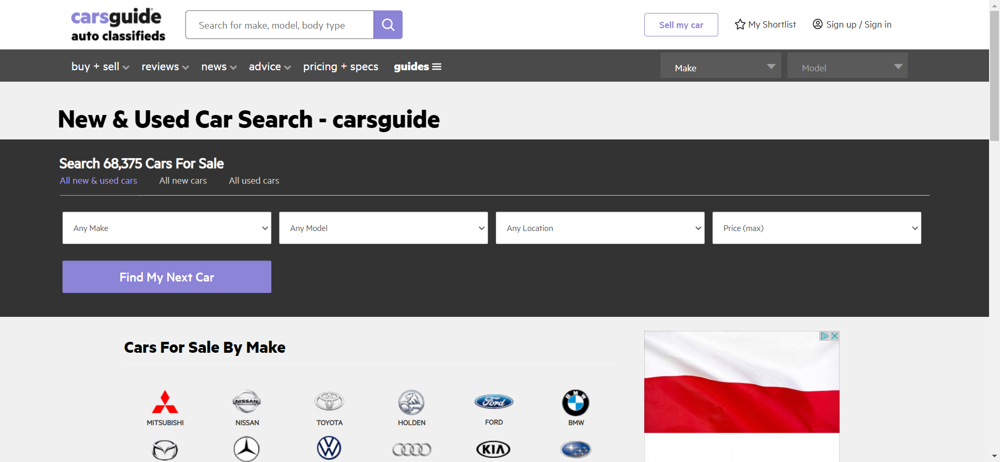 carsguide
auto classifieds
Search for make, model, body type
Sell my car
My Shortlist
Sign up / Sign in
buy + sell
reviews
news
advice
pricing + specs
guides
Make
Model
New & Used Car Search - carsguide
Search 68,375 Cars For Sale
All new & used cars
All new cars
All used cars
Any Make
Any Model
Any Location
Price (max)
Find My Next Car
Cars For Sale By Make
NISSAN
Ford
BMW
MITSUBISHI
NISSAN
TOYOTA
HOLDEN
FORD
BMW
KIA